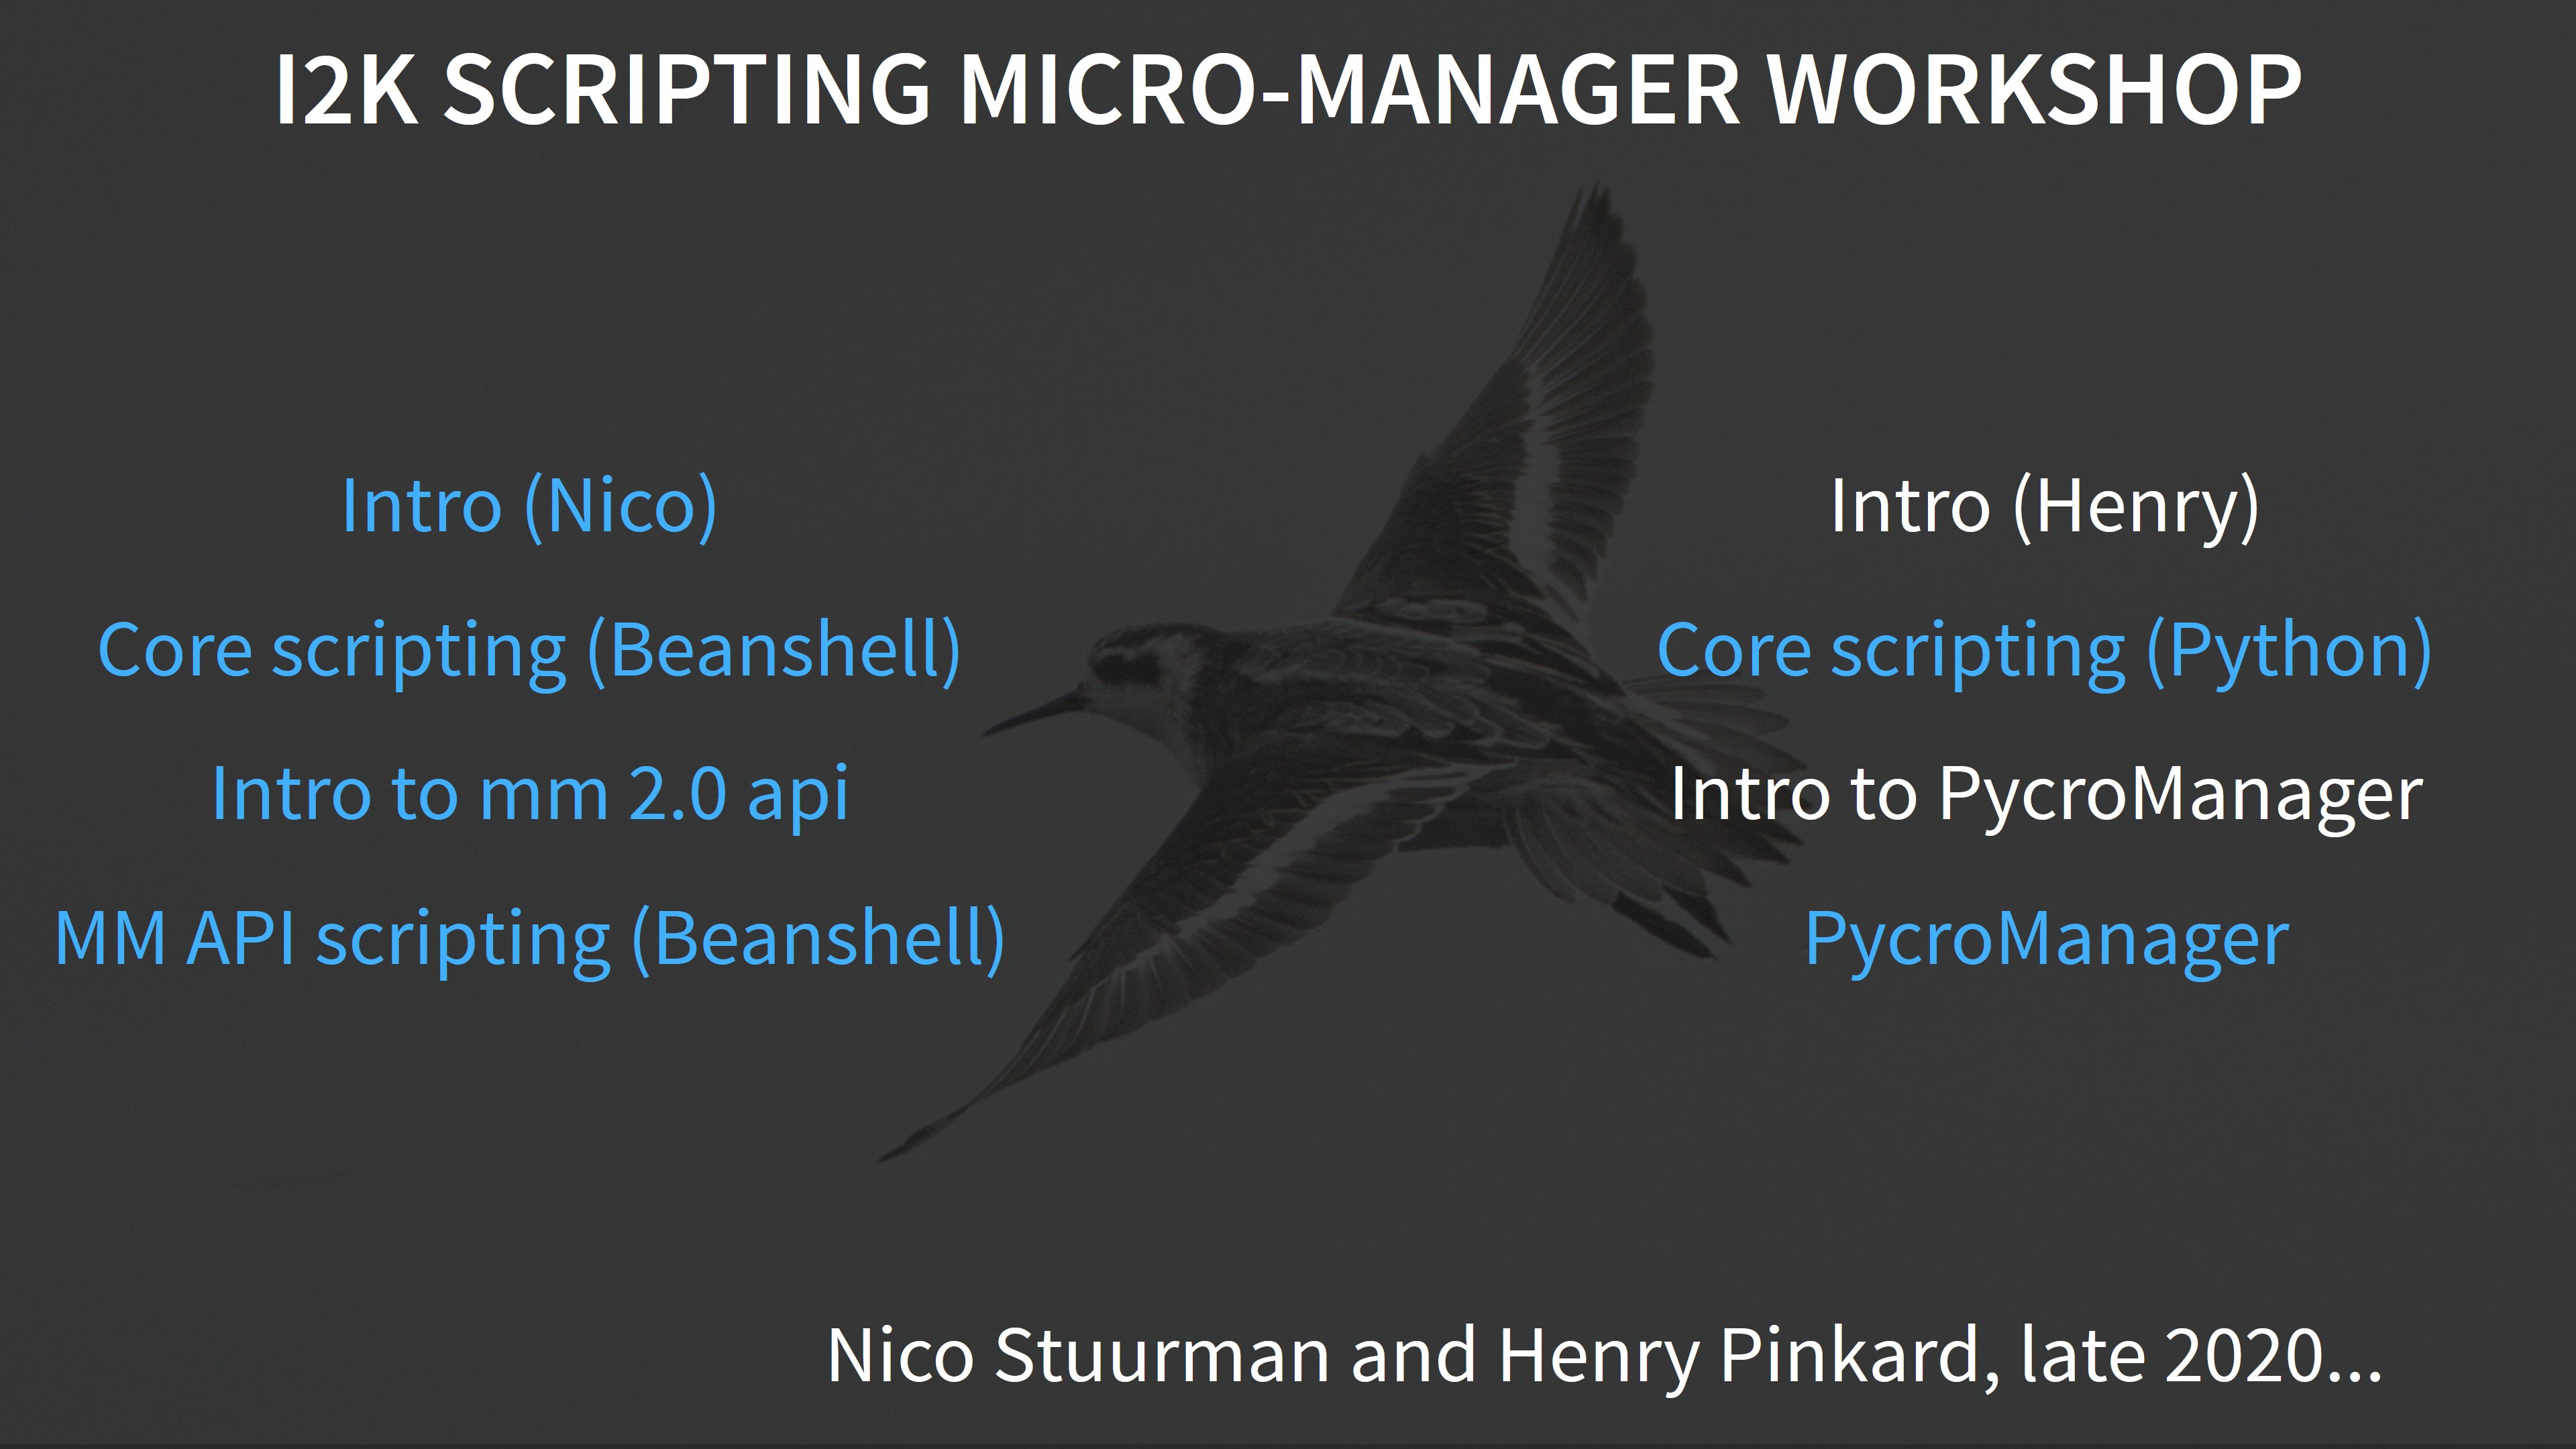 I2K SCRIPTING MICRO-MANAGER WORKSHOP
Intro (Nico)
Core scripting (Beanshell)
Intro to mm 2.0 api
MM API scripting (Beanshell)
Intro (Henry)
Core scripting (Python)
Intro to PycroManager
PycroManager
Nico Stuurman and Henry Pinkard, late 2020...